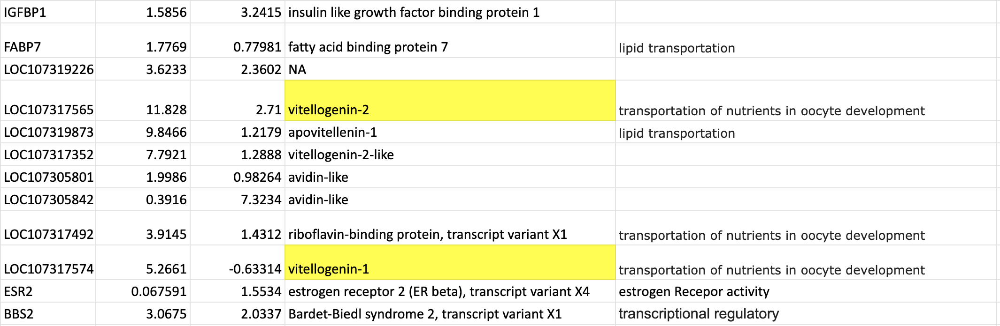 IGFBP1 1.5856 3.2415 insulin like growth factor binding protein 1
FABP7 1.7769 0.77981 fatty acid binding protein 7 lipid transportation
LOC107319226 3.6233 2.3602 NA
LOC107317565 11.828 2.71 vitellogenin-2 transportation of nutrients in oocyte development
LOC107319873 9.8466 1.2179 apovitellenin-1 lipid transportation
LOC107317352 7.7921 1.2888 vitellogenin-2-like
LOC107305801 1.9986 0.98264 avidin-like
LOC107305842 0.3916 7.3234 avidin-like
LOC107317492 3.9145 1.4312 riboflavin-binding protein, transcript variant X1 transportation of nutrients in oocyte development
LOC107317574 5.2661 -0.63314 vitellogenin-1 transportation of nutrients in oocyte development
ESR2 0.067591 1.5534 estrogen receptor 2 (ER beta), transcript variant X4 estrogen Recepor activity
BBS2 3.0675 2.0337 Bardet-Biedl syndrome 2, transcript variant X1 transcriptional regulatory